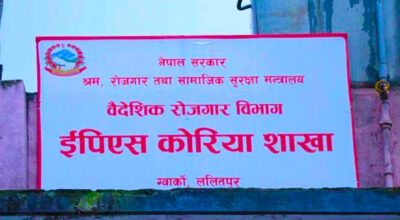 नेपाल सरकार
श्रम, रोजगार तथा सामाजिक सुरक्षा मन्त्रालय
वैदेशिक रोजगार विभाग
ईपिएस कोरिया शाखा
ग्वार्को, ललितपुर